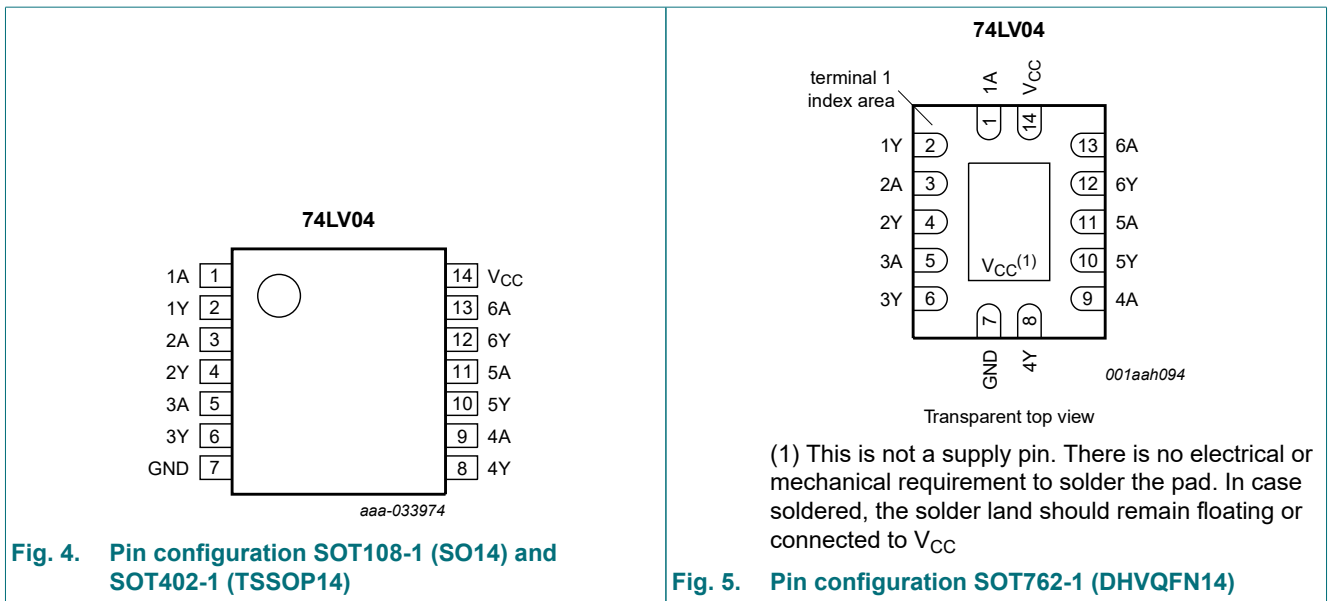 74LV04
1A 1
1Y 2
2A 3
2Y 4
3A 5
3Y 6
GND 7
14 VCC
13 6A
12 6Y
11 5A
10 5Y
9 4A
8 4Y
aaa-033974
Fig. 4. Pin configuration SOT108-1 (SO14) and
SOT402-1 (TSSOP14)
74LV04
terminal 1
index area
1A
VCC
1
14
1Y 2
2A 3
2Y 4
3A 5
3Y 6
13 6A
12 6Y
11 5A
10 5Y
9 4A
VCC(1)
7
8
GND
4Y
001aah094
Transparent top view
(1) This is not a supply pin. There is no electrical or
mechanical requirement to solder the pad. In case
soldered, the solder land should remain floating or
connected to VCC
Fig. 5. Pin configuration SOT762-1 (DHVQFN14)